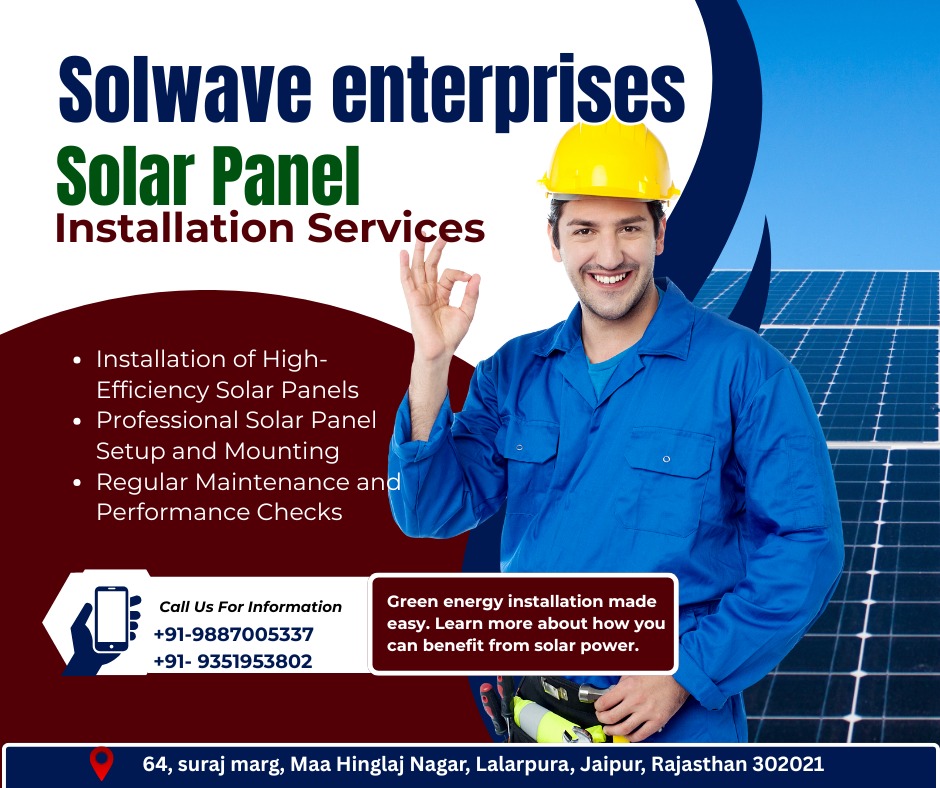 Solwave enterprises
Solar Panel
Installation Services
• Installation of High-
Efficiency Solar Panels
• Professional Solar Panel
Setup and Mounting
• Regular Maintenance and
Performance Checks
Call Us For Information
+91-9887005337
+91- 9351953802
Green energy installation made
easy. Learn more about how you
can benefit from solar power.
64, suraj marg, Maa Hinglaj Nagar, Lalarpura, Jaipur, Rajasthan 302021